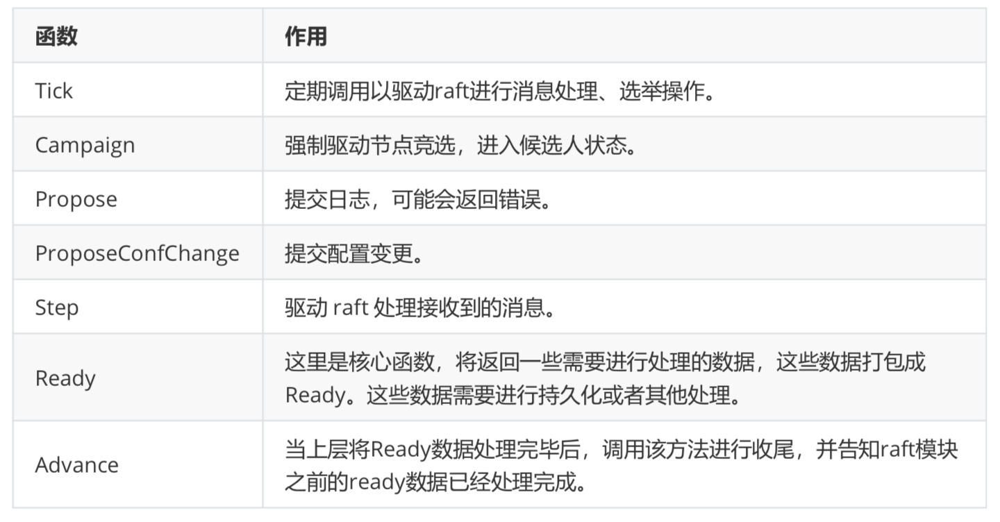 函数 作用
Tick 定期调用以驱动raft进行消息处理、选举操作。
Campaign 强制驱动节点竞选，进入候选人状态。
Propose 提交日志，可能会返回错误。
ProposeConfChange 提交配置变更。
Step 驱动 raft 处理接收到的消息。
Ready 这里是核心函数，将返回一些需要进行处理的数据，这些数据打包成
Ready。这些数据需要进行持久化或者其他处理。
Advance 当上层将Ready数据处理完毕后，调用该方法进行收尾，并告知raft模块
之前的ready数据已经处理完成。